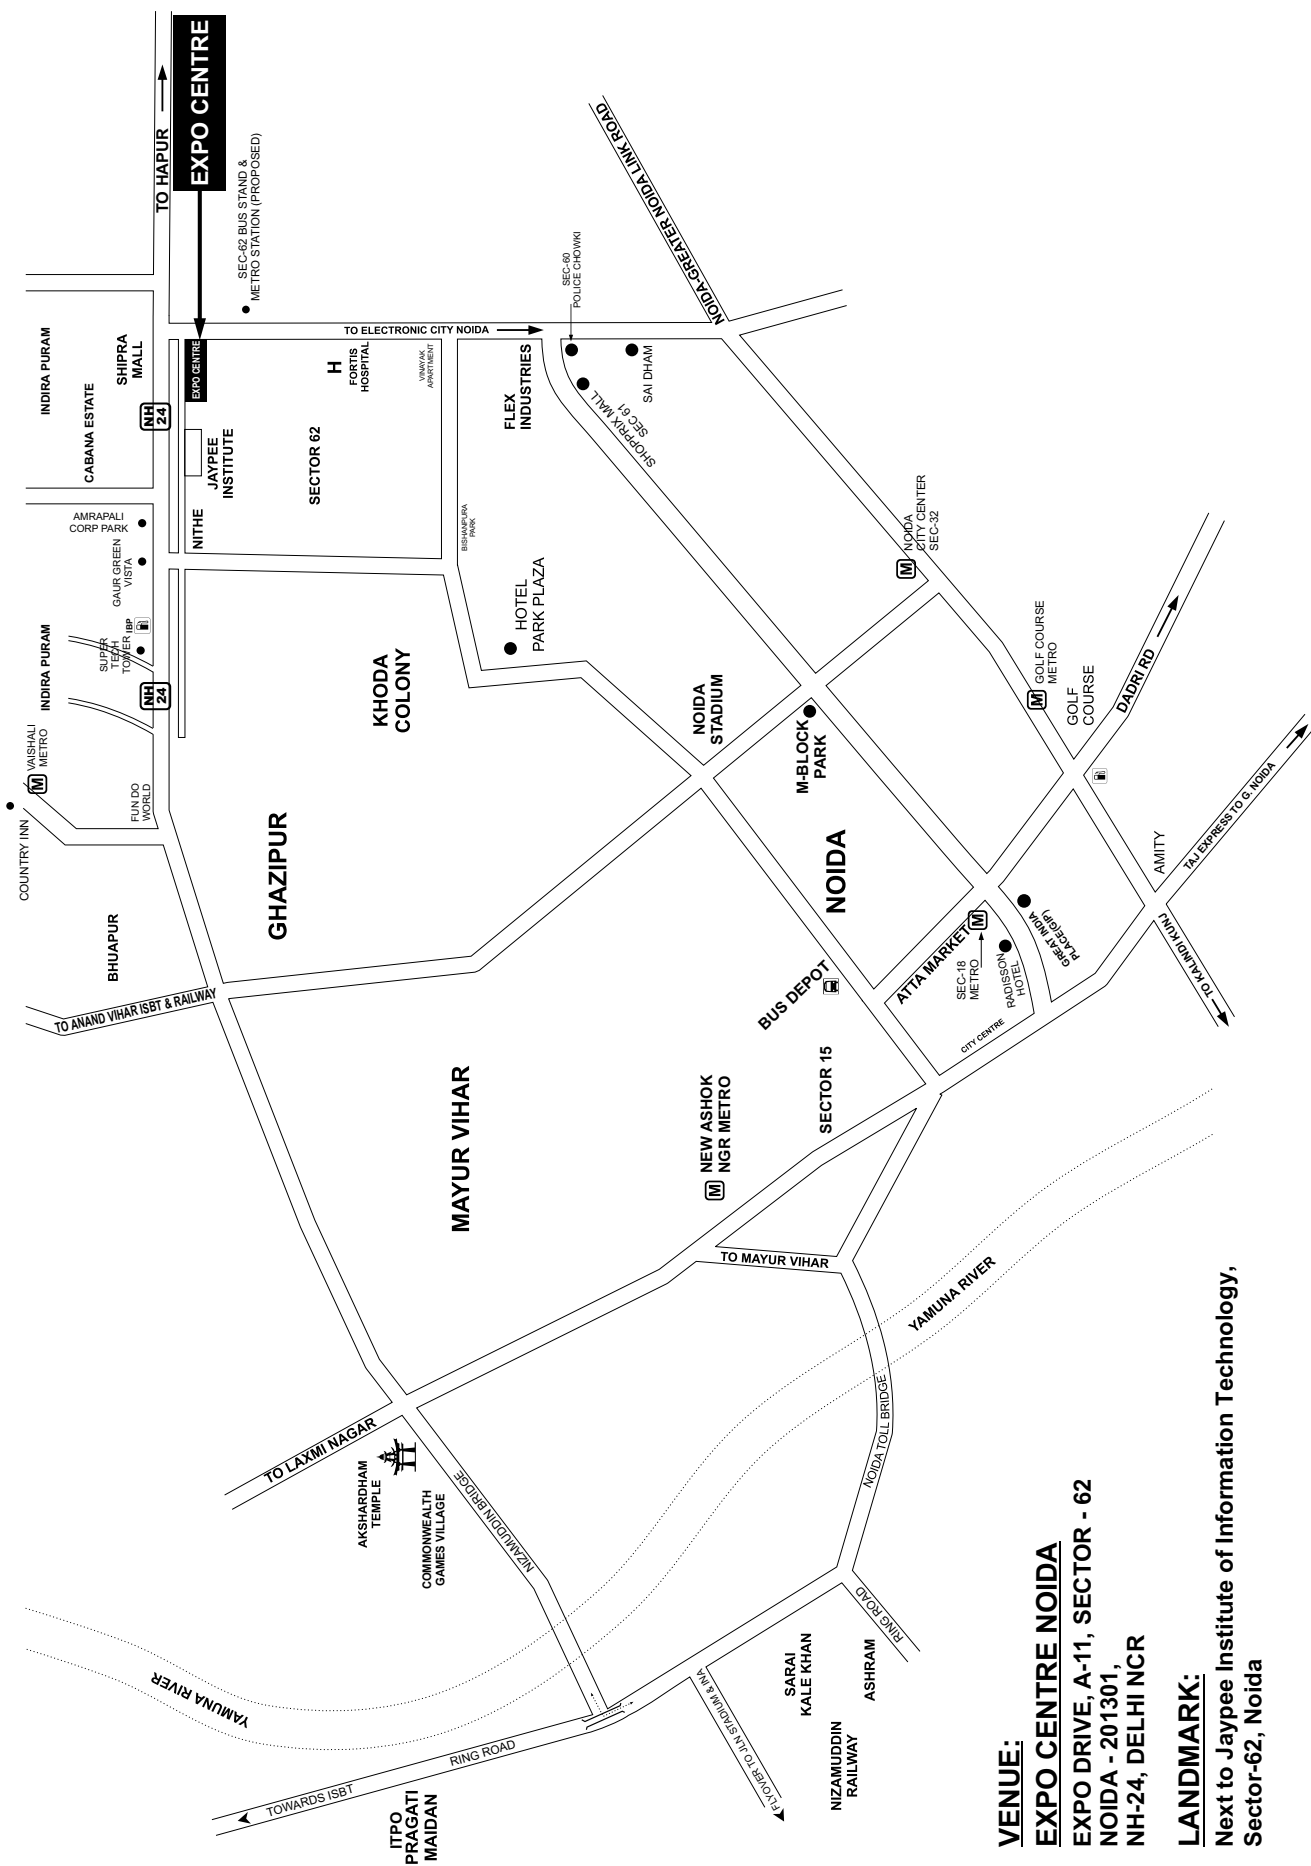 VENUE:
EXPO CENTRE NOIDA
EXPO DRIVE, A-11, SECTOR - 62
NOIDA - 201301,
NH-24, DELHI NCR
LANDMARK:
Next to Jaypee Institute of Information Technology,
Sector-62, Noida
COUNTRY INN
M
VAISHALI
METRO
INDIRA PURAM
INDIRA PURAM
BHUAPUR
FUN DO
WORLD
SUPER
TECH
TOWER
IBP
GAUR GREEN
VISTA
AMRAPALI
CORP PARK
CABANA ESTATE
SHIPRA
MALL
NH
24
NH
24
TO HAPUR
EXPO CENTRE
EXPO CENTRE
TO ANAND VIHAR ISBT & RAILWAY
NITHE
JAYPEE
INSTITUTE
SEC-62 BUS STAND &
METRO STATION (PROPOSED)
GHAZIPUR
SECTOR 62
H
FORTIS
HOSPITAL
TO ELECTRONIC CITY NOIDA
VINAYAK
APARTMENT
KHODA
COLONY
BISHANPURA
PARK
YAMUNA RIVER
TO LAXMI NAGAR
AKSHARDHAM
TEMPLE
COMMONWEALTH
GAMES VILLAGE
MAYUR VIHAR
HOTEL
PARK PLAZA
FLEX
INDUSTRIES
SEC-60
POLICE CHOWKI
SAI DHAM
SHOPPRIX MALL
SEC 61
NOIDA-GREATER NOIDA LINK ROAD
TOWARDS ISBT
RING ROAD
ITPO
PRAGATI
MAIDAN
NIZAMUDDIN BRIDGE
M
NEW ASHOK
NGR METRO
NOIDA
STADIUM
TO MAYUR VIHAR
FLYOVER TO JLN STADIUM & INA
SARAI
KALE KHAN
NIZAMUDDIN
RAILWAY
ASHRAM
RING ROAD
NOIDA TOLL BRIDGE
YAMUNA RIVER
SECTOR 15
BUS DEPOT
NOIDA
M-BLOCK
PARK
M
NOIDA
CITY CENTER
SEC-32
ATTA MARKET
M
SEC-18
METRO
RADISSON
HOTEL
CITY CENTRE
GREAT INDIA
PLACE(GIP)
M
GOLF COURSE
METRO
GOLF
COURSE
DADRI RD
AMITY
TAJ EXPRESS TO G. NOIDA
TO KALINDI KUNJ